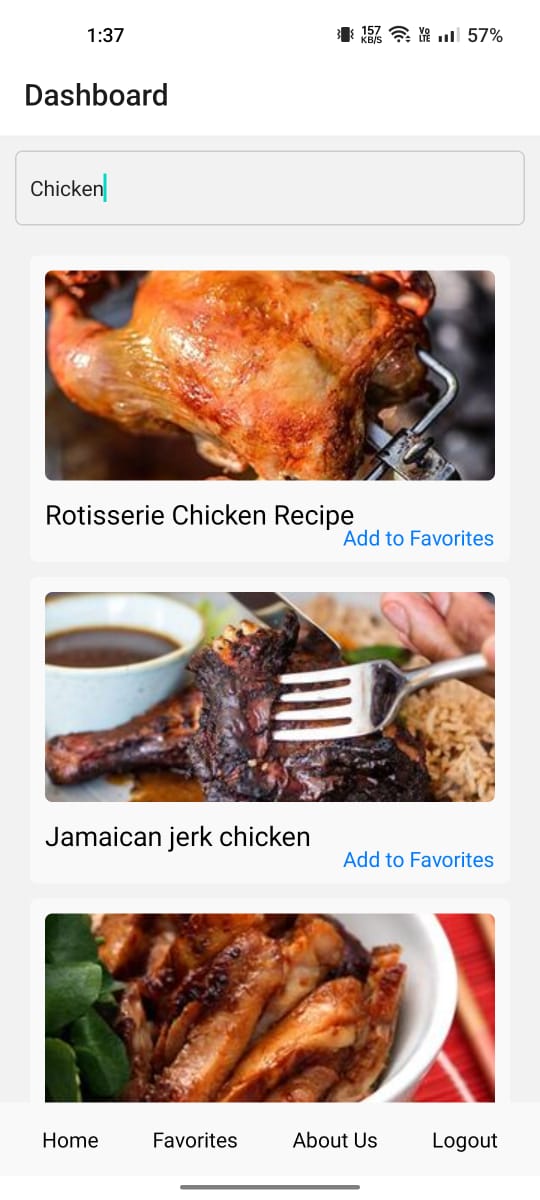 1:37 157 KB/S Vo LTE 57%
Dashboard
Chicken
Rotisserie Chicken Recipe
Add to Favorites
Jamaican jerk chicken
Add to Favorites
Home Favorites About Us Logout